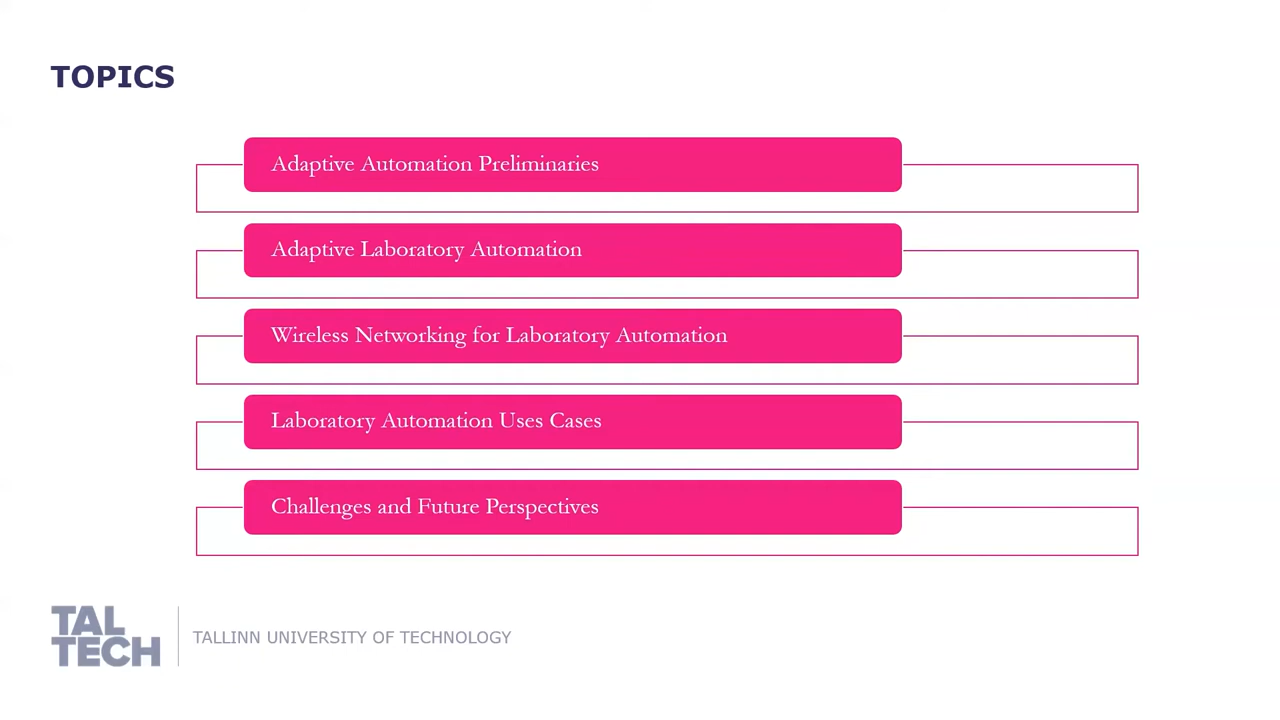 TOPICS
Adaptive Automation Preliminaries
Adaptive Laboratory Automation
Wireless Networking for Laboratory Automation
Laboratory Automation Uses Cases
Challenges and Future Perspectives
TAL
TECH
TALLINN UNIVERSITY OF TECHNOLOGY